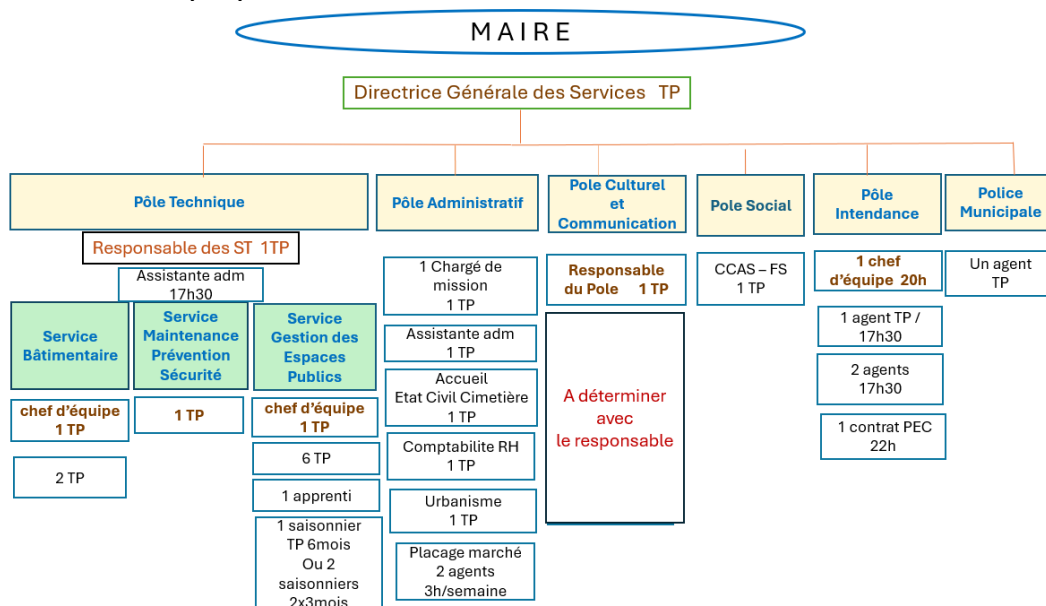 MAIRE
Directrice Générale des Services TP
Pôle Technique
Responsable des ST 1TP
Assistante adm
17h30
Service
Bâtimentaire
chef d'équipe
1 TP
2 TP
Service
Maintenance
Prévention
Sécurité
1 TP
Service
Gestion des
Espaces
Publics
chef d'équipe
1 TP
6 TP
1 apprenti
1 saisonnier
TP 6mois
Ou 2
saisonniers
2x3mois
Pôle Administratif
1 Chargé de
mission
1 TP
Assistante adm
1 TP
Accueil
Etat Civil Cimetière
1 TP
Comptabilite RH
1 TP
Urbanisme
1 TP
Placage marché
2 agents
3h/semaine
Pole Culturel
et
Communication
Responsable
du Pole 1 TP
A déterminer
avec
le responsable
Pole Social
CCAS – FS
1 TP
Pôle
Intendance
1 chef
d'équipe 20h
1 agent TP /
17h30
2 agents
17h30
1 contrat PEC
22h
Police
Municipale
Un agent
TP